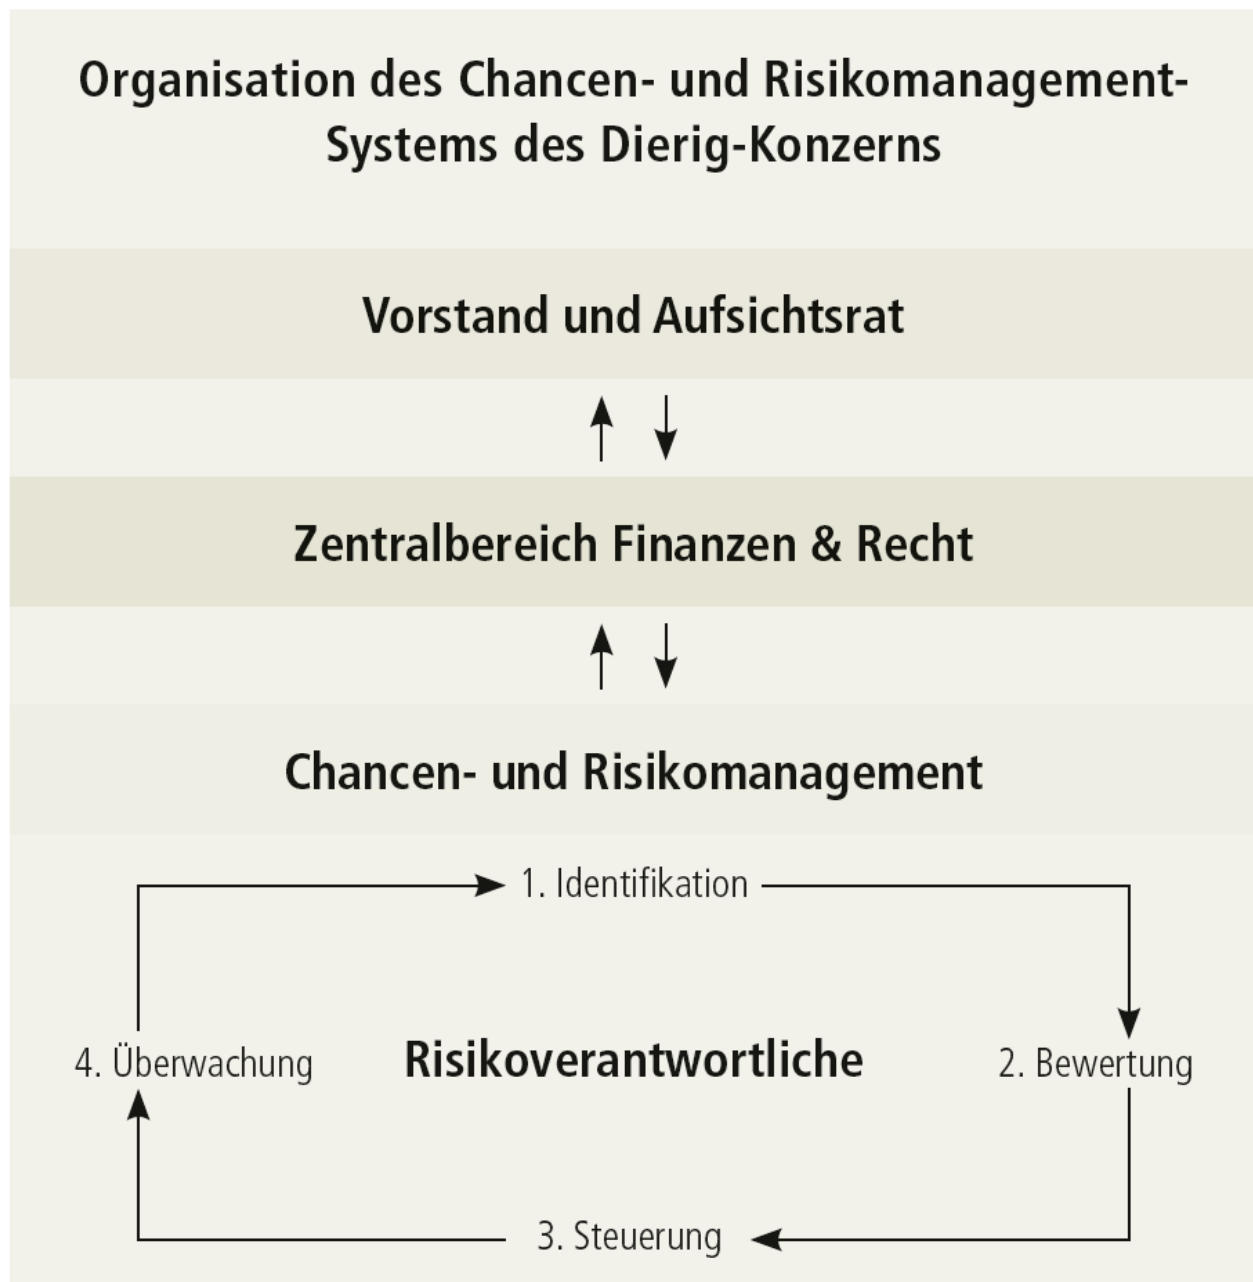 Organisation des Chancen- und Risikomanagement-
Systems des Dierig-Konzerns
Vorstand und Aufsichtsrat
Zentralbereich Finanzen & Recht
Chancen- und Risikomanagement
1. Identifikation
4. Überwachung
Risikoverantwortliche
2. Bewertung
3. Steuerung